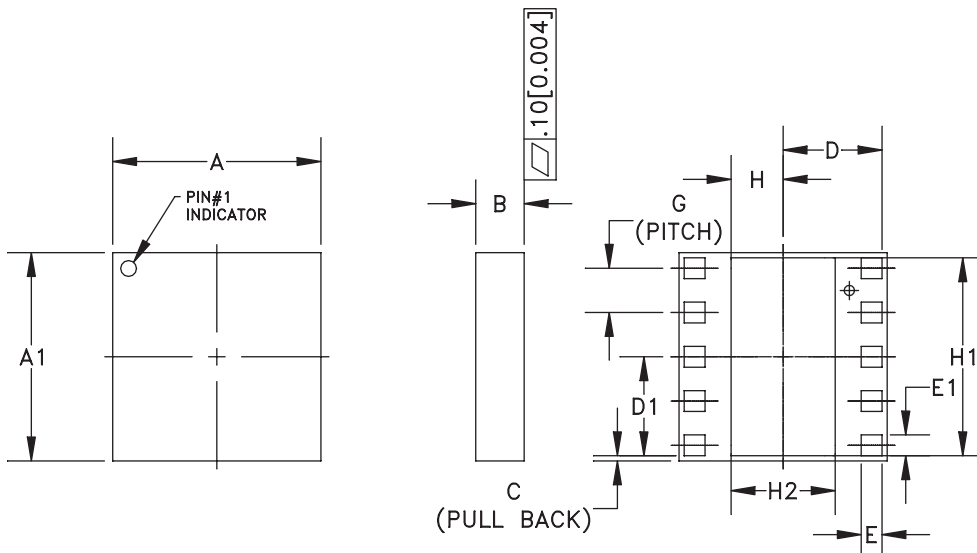 .10[0.004]
A
D
H
PIN#1
INDICATOR
B
G
(PITCH)
A1
H1
E1
D1
C
(PULL BACK)
H2
E